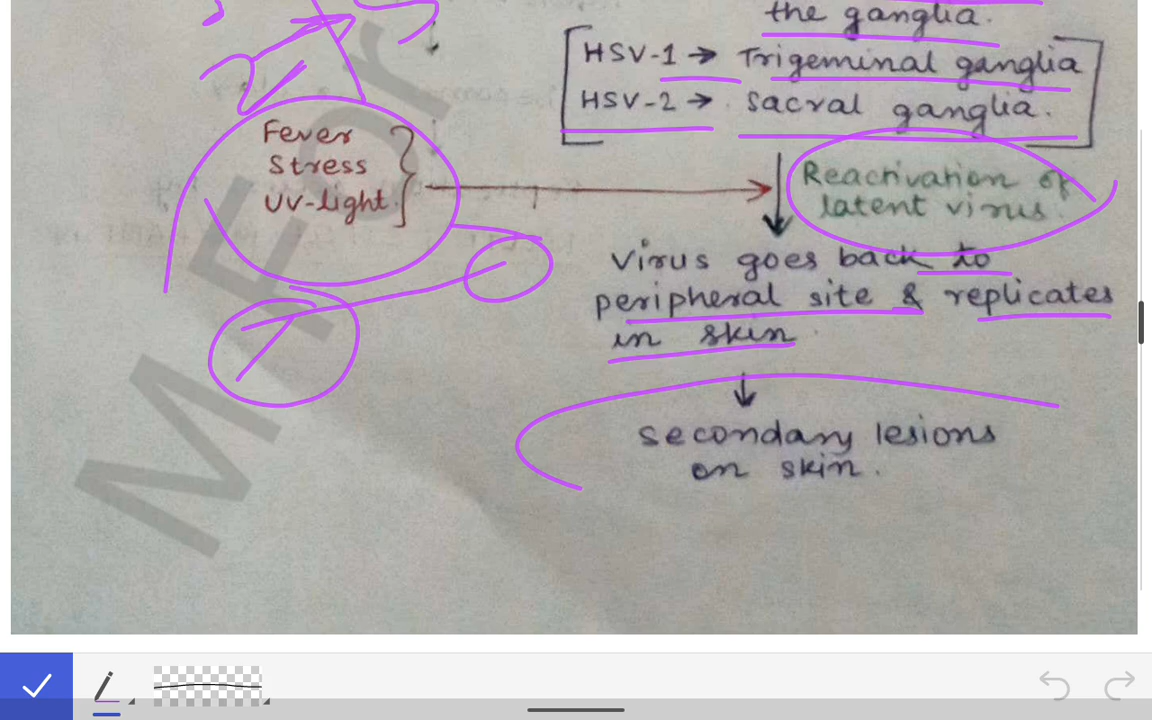 the ganglia.
HSV-1 → Trigeminal ganglia
HSV-2 → sacral ganglia.
Fever
Stress
UV-light.
Reactivation of
latent virus.
Virus goes back to
peripheral site & replicates
in skin.
secondary lesions
on skin.
MFor